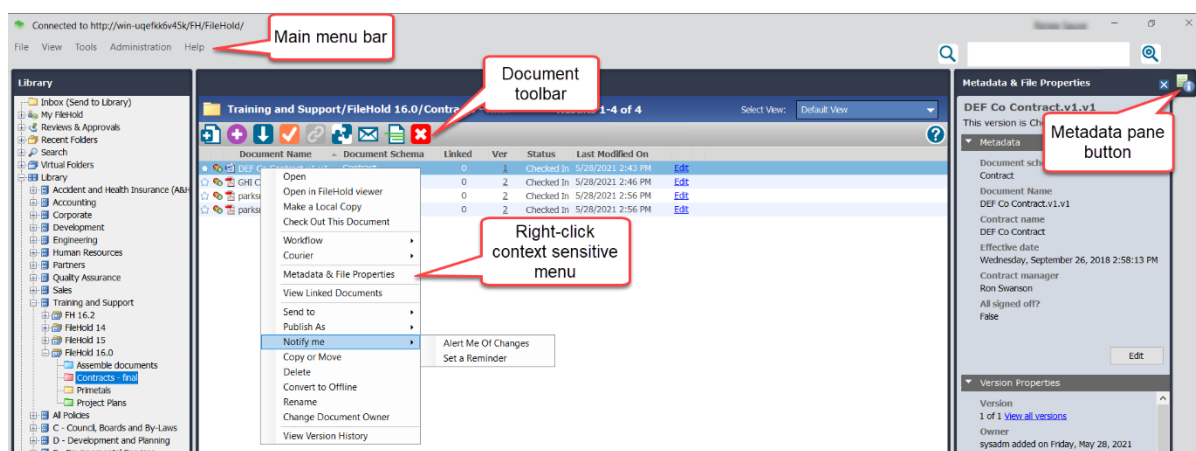 Connected to http://win-uqefkk6v45k/FH/FileHold/
File View Tools Administration Help
Main menu bar
Document
toolbar
Library
Inbox (Send to Library)
My FileHold
Reviews & Approvals
Recent Folders
Search
Virtual Folders
Library
Accident and Health Insurance (A&H
Accounting
Corporate
Development
Engineering
Human Resources
Partners
Quality Assurance
Sales
Training and Support
FH 16.2
FileHold 14
FileHold 15
FileHold 16.0
Assemble documents
Contracts - final
Primetals
Project Plans
All Policies
C - Council, Boards and By-Laws
D - Development and Planning
Training and Support/FileHold 16.0/Contracts
1-4 of 4
Select View: Default View
Document Name Document Schema Linked Ver Status Last Modified On
DEF Co Contract.v1.v1 Contract 0 1 Checked In 5/28/2021 2:43 PM Edit
GHI C 0 2 Checked In 5/28/2021 2:46 PM Edit
parks 0 2 Checked In 5/28/2021 2:56 PM Edit
parks 0 2 Checked In 5/28/2021 2:56 PM Edit
Open
Open in FileHold viewer
Make a Local Copy
Check Out This Document
Workflow
Courier
Metadata & File Properties
View Linked Documents
Send to
Publish As
Notify me
Copy or Move
Delete
Convert to Offline
Rename
Change Document Owner
View Version History
Alert Me Of Changes
Set a Reminder
Right-click
context sensitive
menu
Metadata & File Properties
DEF Co Contract.v1.v1
This version is Ch
Metadata pane
button
Metadata
Document sch
Contract
Document Name
DEF Co Contract.v1.v1
Contract name
DEF Co Contract
Effective date
Wednesday, September 26, 2018 2:58:13 PM
Contract manager
Ron Swanson
All signed off?
False
Edit
Version Properties
Version
1 of 1 View all versions
Owner
sysadm added on Friday, May 28, 2021